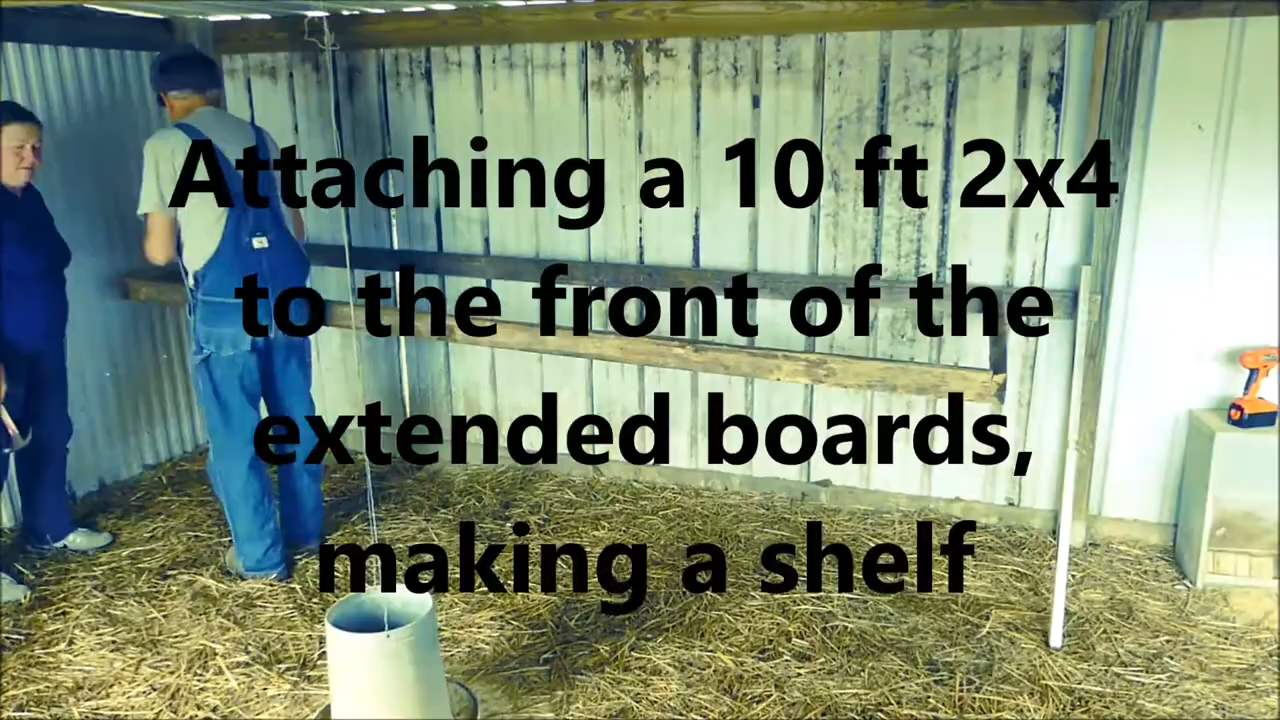 Attaching a 10 ft 2x4
to the front of the
extended boards,
making a shelf